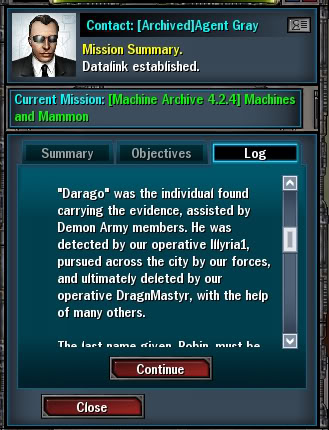 Contact: [Archived]Agent Gray
Mission Summary.
Datalink established.
Current Mission: [Machine Archive 4.2.4] Machines
and Mammon
Summary
Objectives
Log
"Darago" was the individual found
carrying the evidence, assisted by
Demon Army members. He was
detected by our operative Illyria1,
pursued across the city by our forces,
and ultimately deleted by our
operative DragnMastyr, with the help
of many others.
The last name given, Robin, must be
Continue
Close